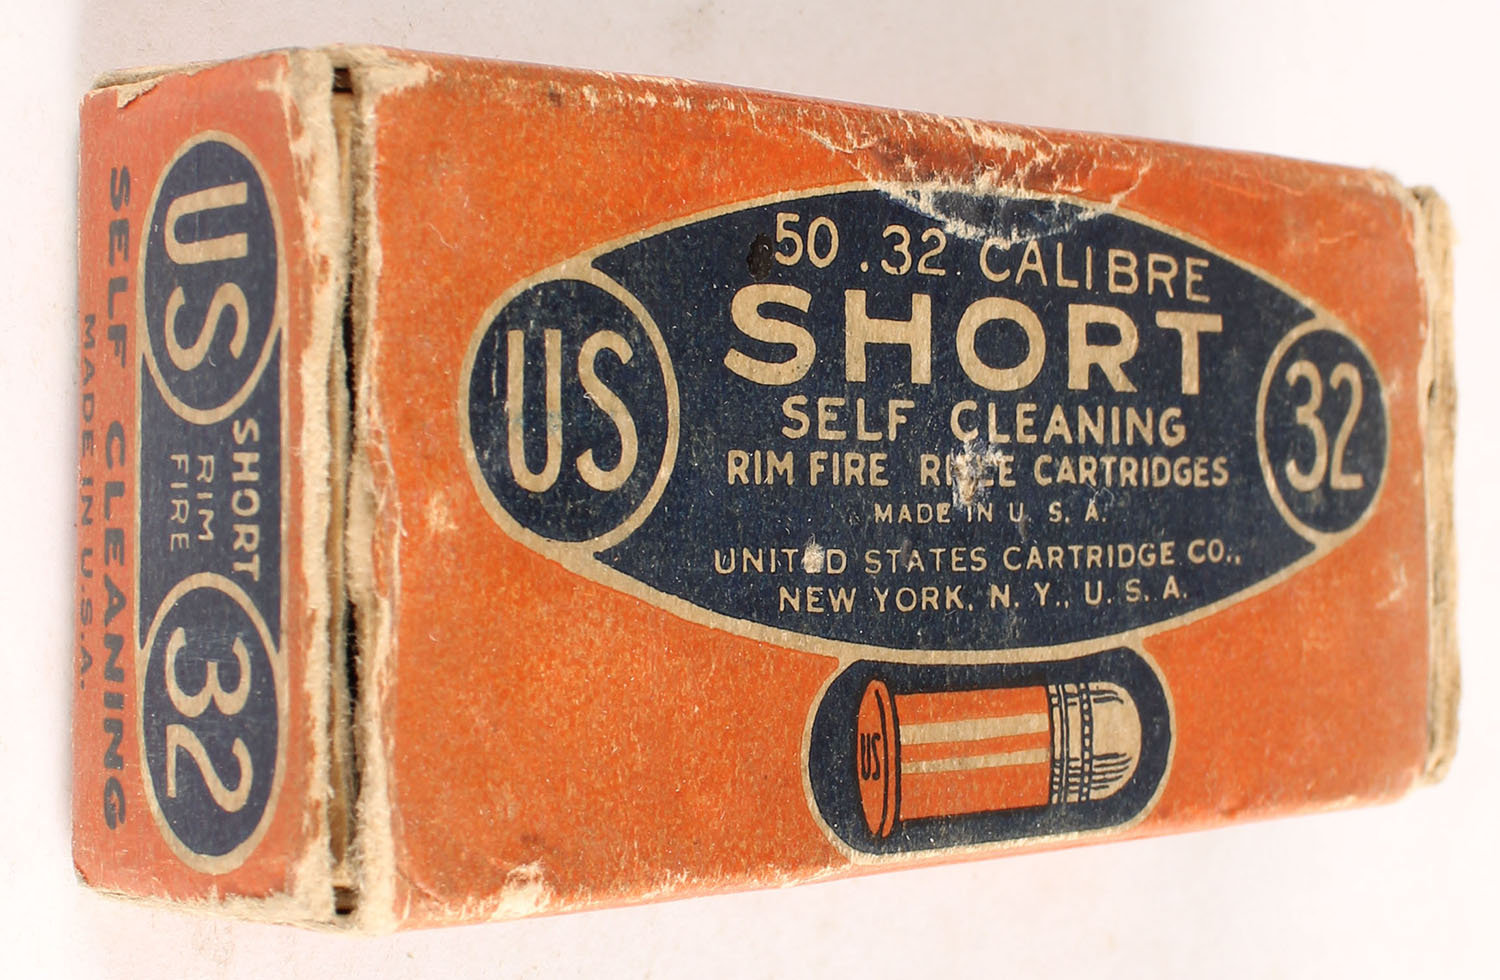 50 .32 CALIBRE
SHORT
SELF CLEANING
RIM FIRE RIFLE CARTRIDGES
MADE IN U. S. A.
UNITED STATES CARTRIDGE CO.,
NEW YORK, N. Y., U. S. A.
US
32
US
US
SHORT
RIM
FIRE
32
SELF CLEANING
MADE IN U.S.A.